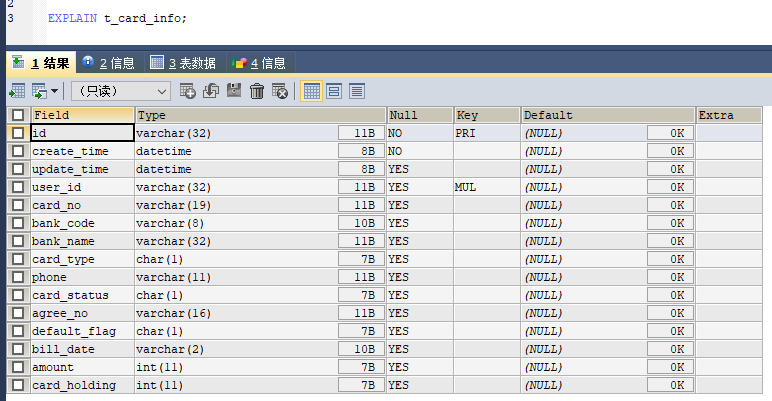 2
3 EXPLAIN t_card_info;
1 结果 2 信息 3 表数据 4 信息
（只读）
Field Type Null Key Default Extra
id varchar(32) 11B NO PRI (NULL) 0K
create_time datetime 8B NO (NULL) 0K
update_time datetime 8B YES (NULL) 0K
user_id varchar(32) 11B YES MUL (NULL) 0K
card_no varchar(19) 11B YES (NULL) 0K
bank_code varchar(8) 10B YES (NULL) 0K
bank_name varchar(32) 11B YES (NULL) 0K
card_type char(1) 7B YES (NULL) 0K
phone varchar(11) 11B YES (NULL) 0K
card_status char(1) 7B YES (NULL) 0K
agree_no varchar(16) 11B YES (NULL) 0K
default_flag char(1) 7B YES (NULL) 0K
bill_date varchar(2) 10B YES (NULL) 0K
amount int(11) 7B YES (NULL) 0K
card_holding int(11) 7B YES (NULL) 0K